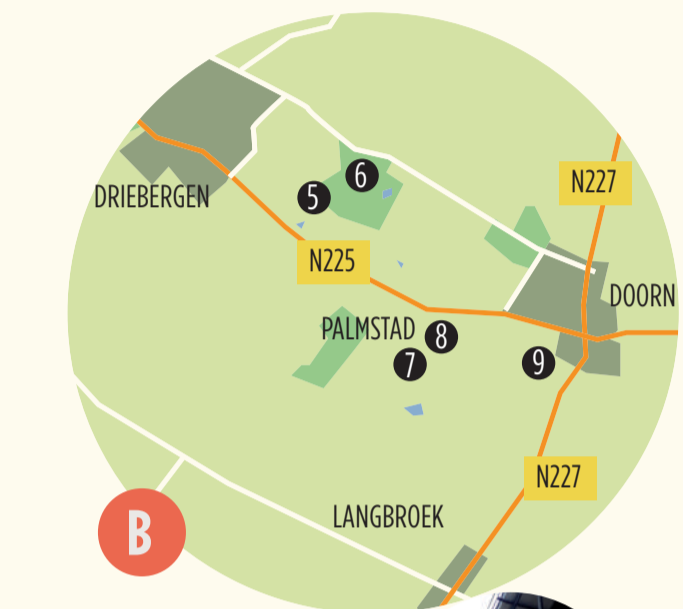 6
N227
5
DRIEBERGEN
N225
DOORN
PALMSTAD
8
7
9
N227
LANGBROEK
B